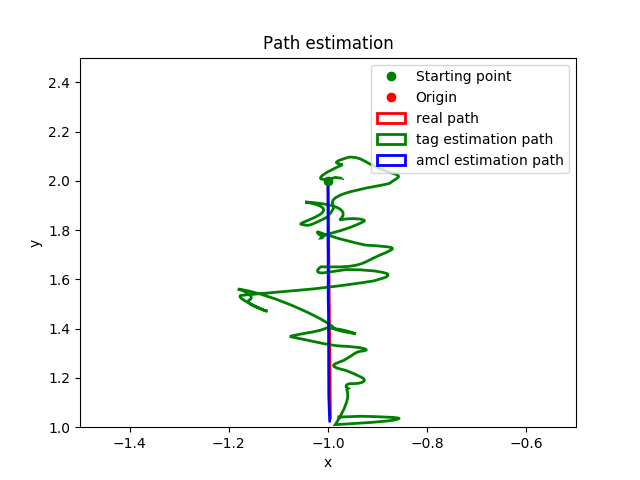 Path estimation
Starting point
Origin
real path
tag estimation path
amcl estimation path
y
2.4
2.2
2.0
1.8
1.6
1.4
1.2
1.0
−1.4
−1.2
−1.0
−0.8
−0.6
x